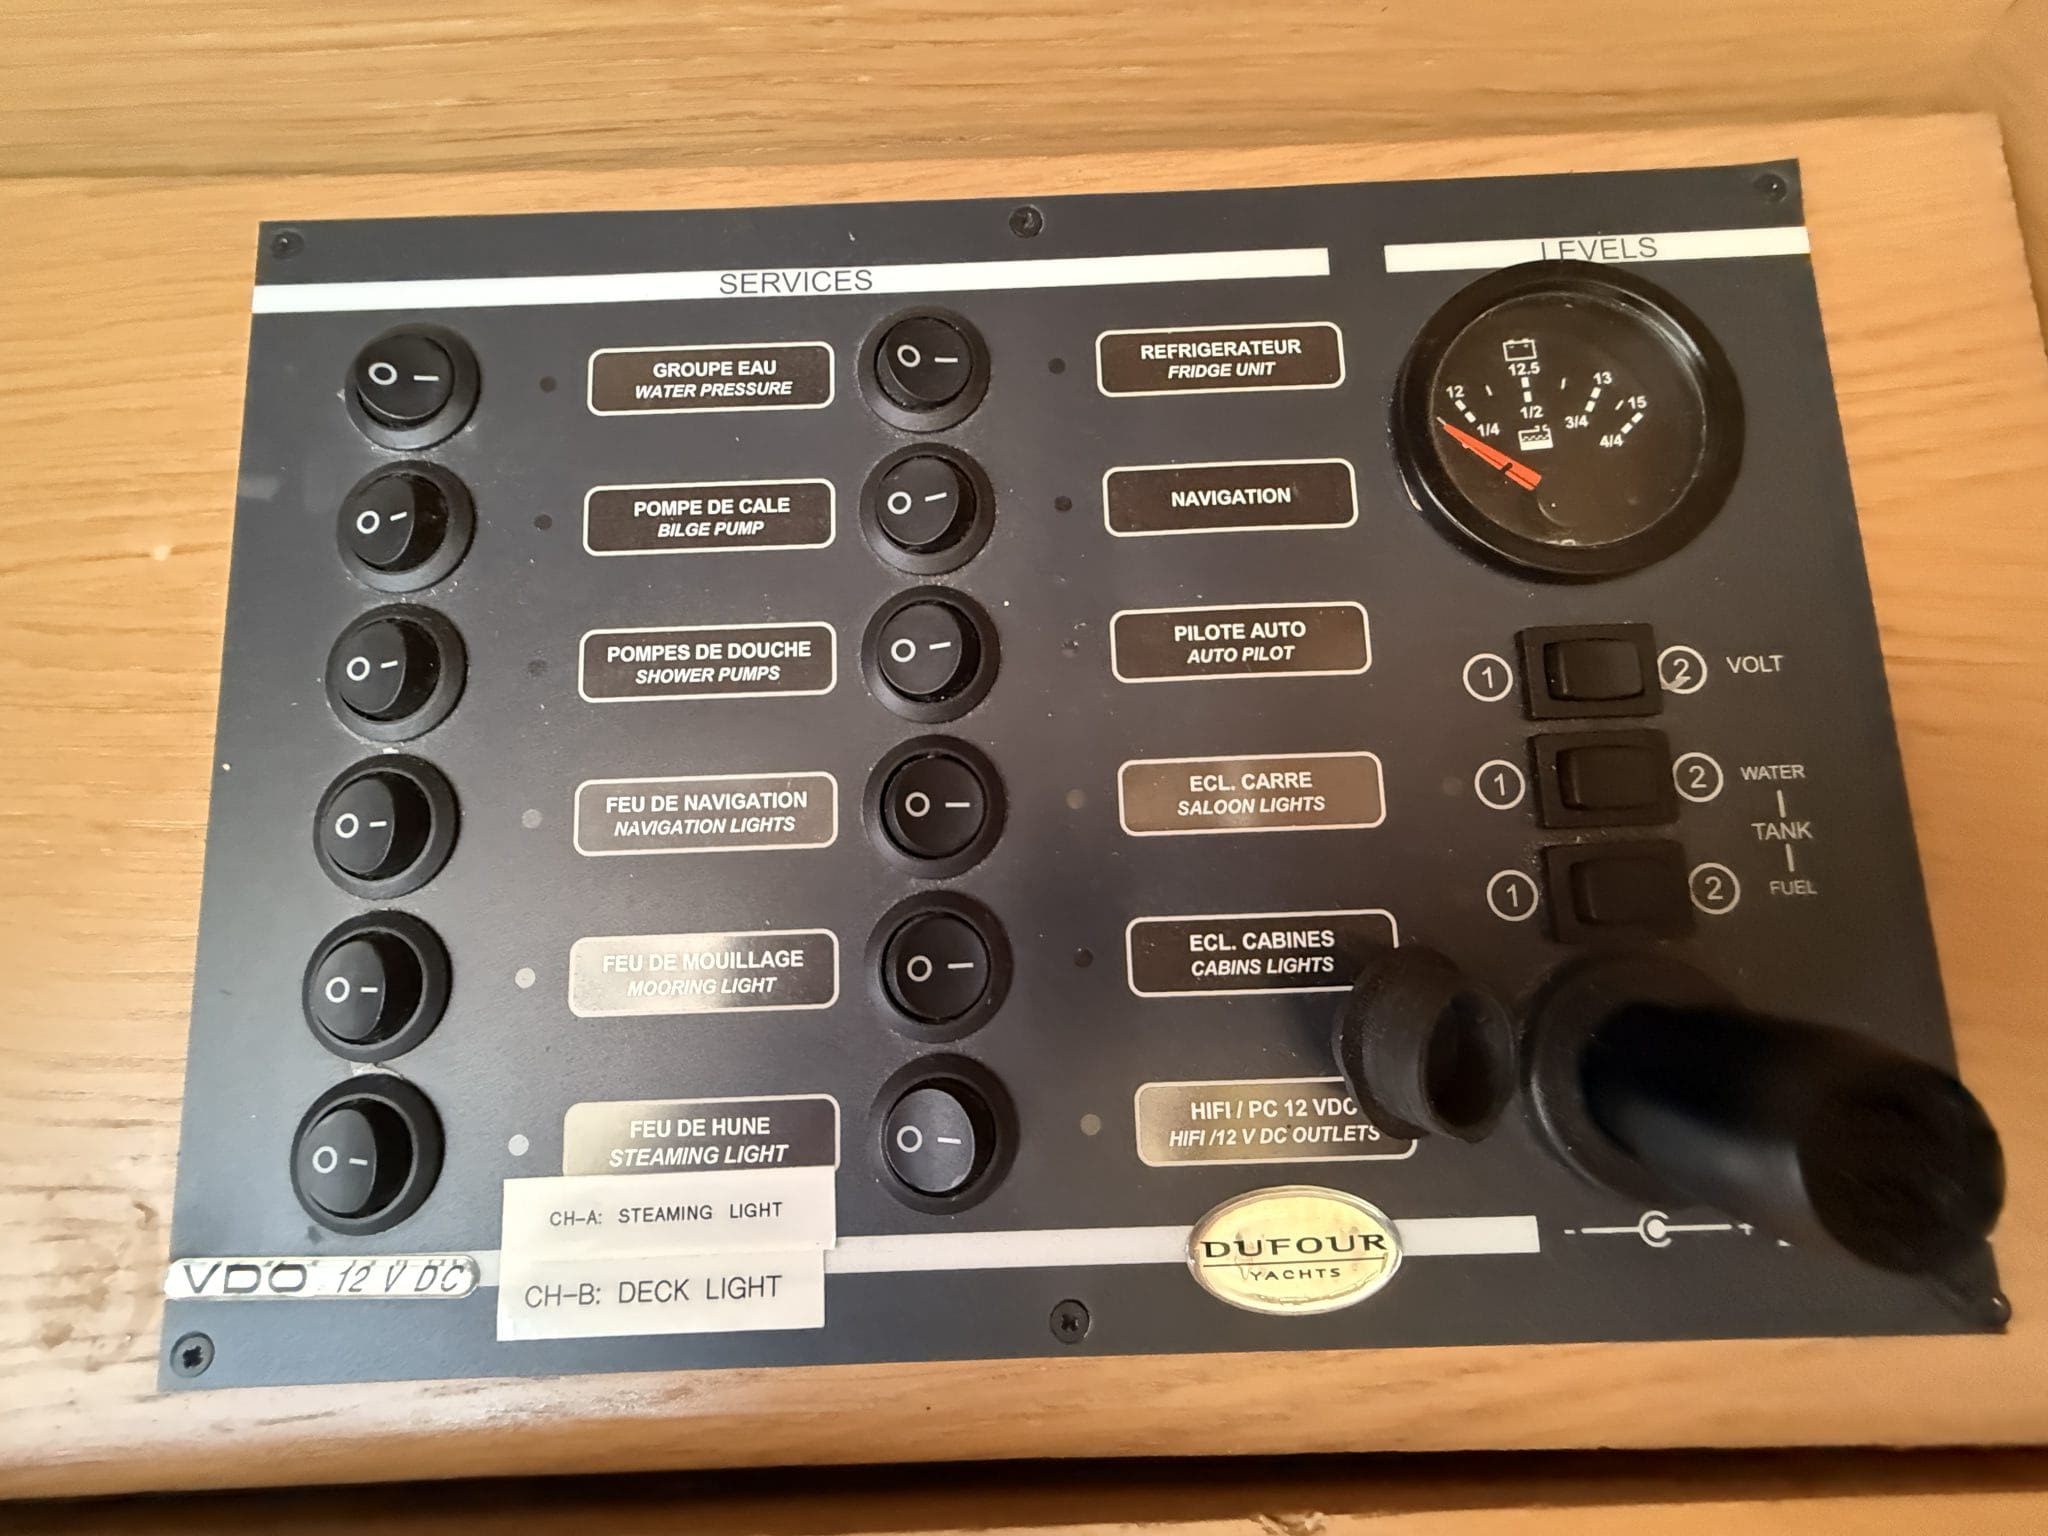 SERVICES
LEVELS
GROUPE EAU
WATER PRESSURE
POMPE DE CALE
BILGE PUMP
POMPES DE DOUCHE
SHOWER PUMPS
FEU DE NAVIGATION
NAVIGATION LIGHTS
FEU DE MOUILLAGE
MOORING LIGHT
FEU DE HUNE
STEAMING LIGHT
CH-A: STEAMING LIGHT
CH-B: DECK LIGHT
VDO 12 V DC
REFRIGERATEUR
FRIDGE UNIT
NAVIGATION
PILOTE AUTO
AUTO PILOT
ECL. CARRE
SALOON LIGHTS
ECL. CABINES
CABINS LIGHTS
HIFI / PC 12 VDC
HIFI /12 V DC OUTLETS
DUFOUR
YACHTS
12 12.5 13 15
1/4 1/2 3/4 4/4
1 2 VOLT
1 2 WATER
TANK
1 2 FUEL
- +